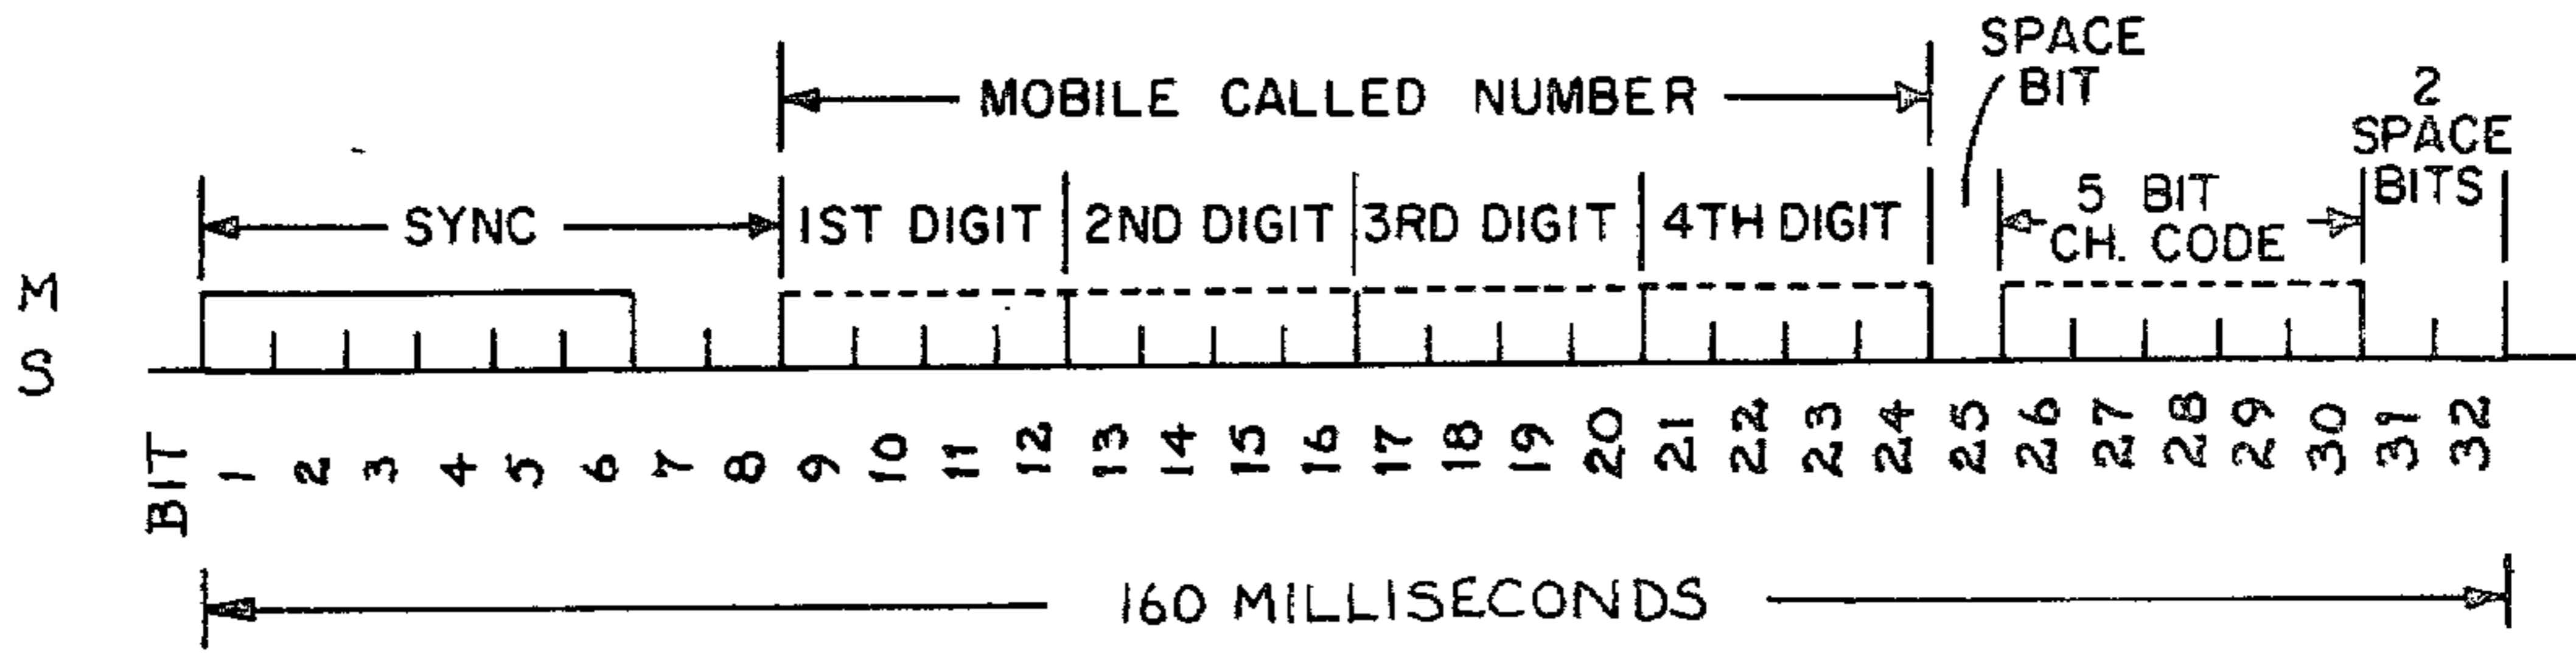 SPACE
BIT
MOBILE CALLED NUMBER
2
SPACE
BITS
SYNC
1ST DIGIT
2ND DIGIT
3RD DIGIT
4TH DIGIT
5 BIT
CH. CODE
M
S
BIT 1 2 3 4 5 6 7 8 9 10 11 12 13 14 15 16 17 18 19 20 21 22 23 24 25 26 27 28 29 30 31 32
160 MILLISECONDS